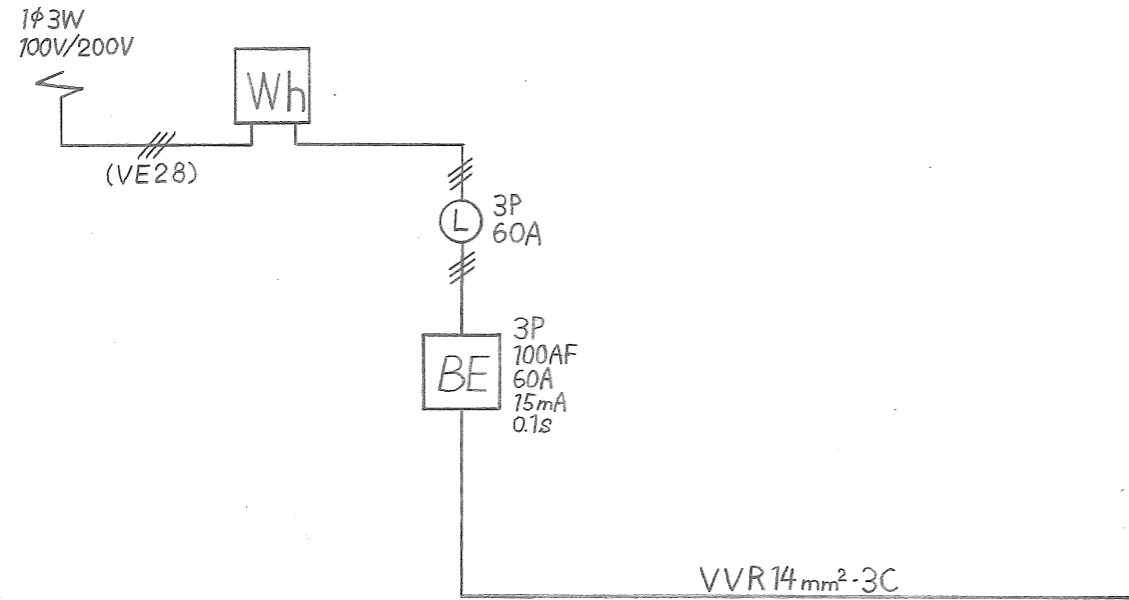 1φ3W
100V/200V
Wh
(VE28)
L
3P
60A
BE
3P
100AF
60A
15mA
0.1s
VVR14mm²-3C